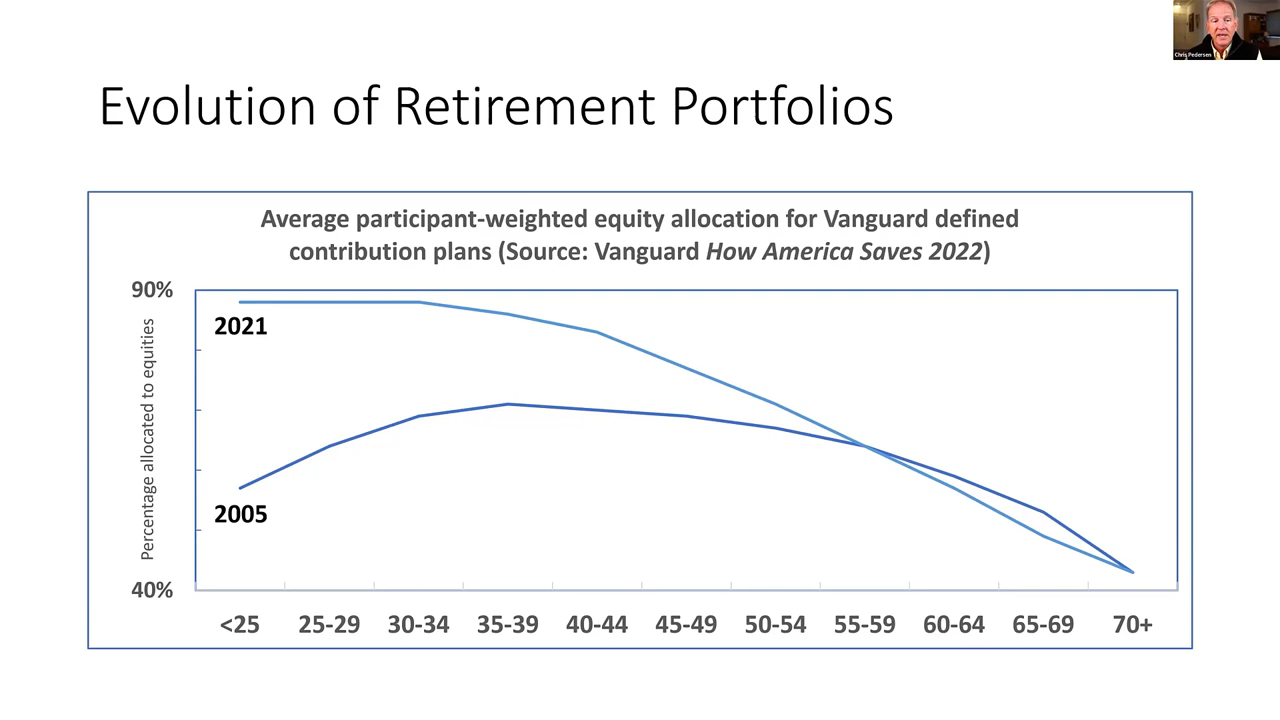 Chris Pedersen
Evolution of Retirement Portfolios
Average participant-weighted equity allocation for Vanguard defined
contribution plans (Source: Vanguard How America Saves 2022)
90%
Percentage allocated to equities
2021
2005
40%
<25 25-29 30-34 35-39 40-44 45-49 50-54 55-59 60-64 65-69 70+